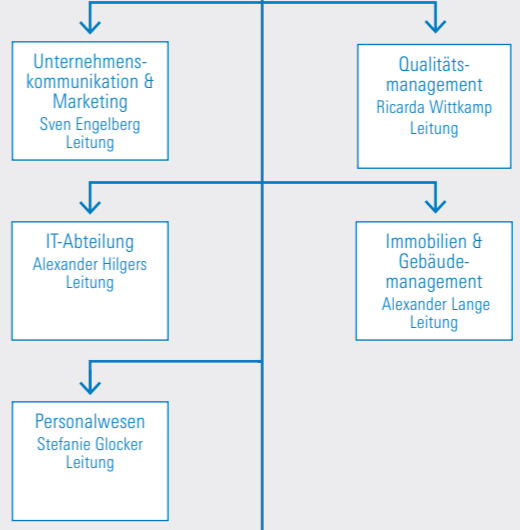 Unternehmens-
kommunikation &
Marketing
Sven Engelberg
Leitung
Qualitäts-
management
Ricarda Wittkamp
Leitung
IT-Abteilung
Alexander Hilgers
Leitung
Immobilien &
Gebäude-
management
Alexander Lange
Leitung
Personalwesen
Stefanie Glocker
Leitung